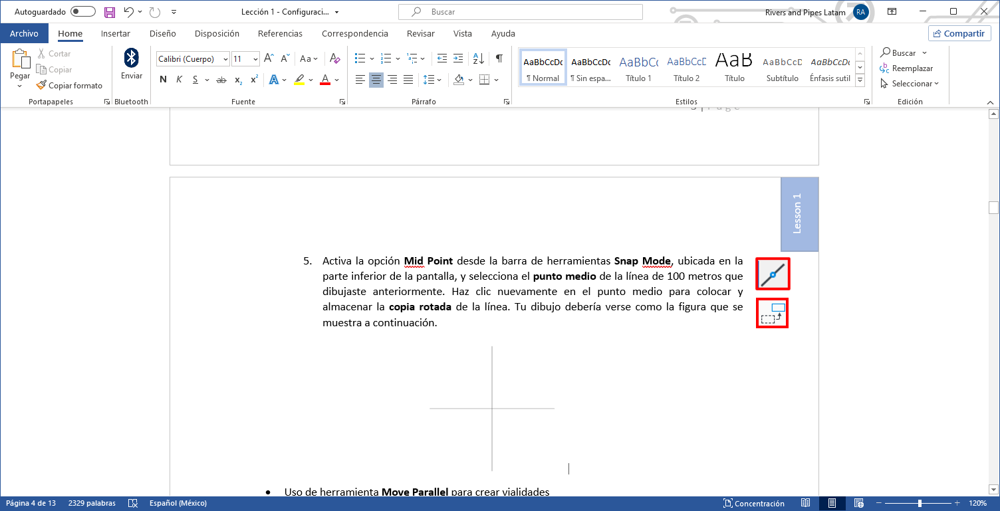 Autoguardado
Lección 1 - Configuraci...
Buscar
Rivers and Pipes Latam
RA
Archivo
Home
Insertar
Diseño
Disposición
Referencias
Correspondencia
Revisar
Vista
Ayuda
Compartir
Pegar
Cortar
Copiar
Copiar formato
Portapapeles
Enviar
Bluetooth
Calibri (Cuerpo)
11
Aa
N K S ab x₂ x² A A
Fuente
Párrafo
AaBbCcDc
¶ Normal
AaBbCcDc
¶ Sin espa...
AaBbCc
Título 1
AaBbCcD
Título 2
AaB
Título
AaBbCcD
Subtítulo
AaBbCcDc
Énfasis sutil
Estilos
Buscar
Reemplazar
Seleccionar
Edición
Lesson 1
5. Activa la opción Mid Point desde la barra de herramientas Snap Mode, ubicada en la
parte inferior de la pantalla, y selecciona el punto medio de la línea de 100 metros que
dibujaste anteriormente. Haz clic nuevamente en el punto medio para colocar y
almacenar la copia rotada de la línea. Tu dibujo debería verse como la figura que se
muestra a continuación.
• Uso de herramienta Move Parallel para crear vialidades
Página 4 de 13
2329 palabras
Español (México)
Concentración
120%